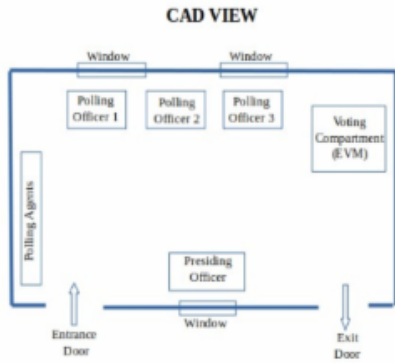 CAD VIEW
Window
Window
Polling
Officer 1
Polling
Officer 2
Polling
Officer 3
Voting
Compartment
(EVM)
Polling Agents
Presiding
Officer
Window
Entrance
Door
Exit
Door